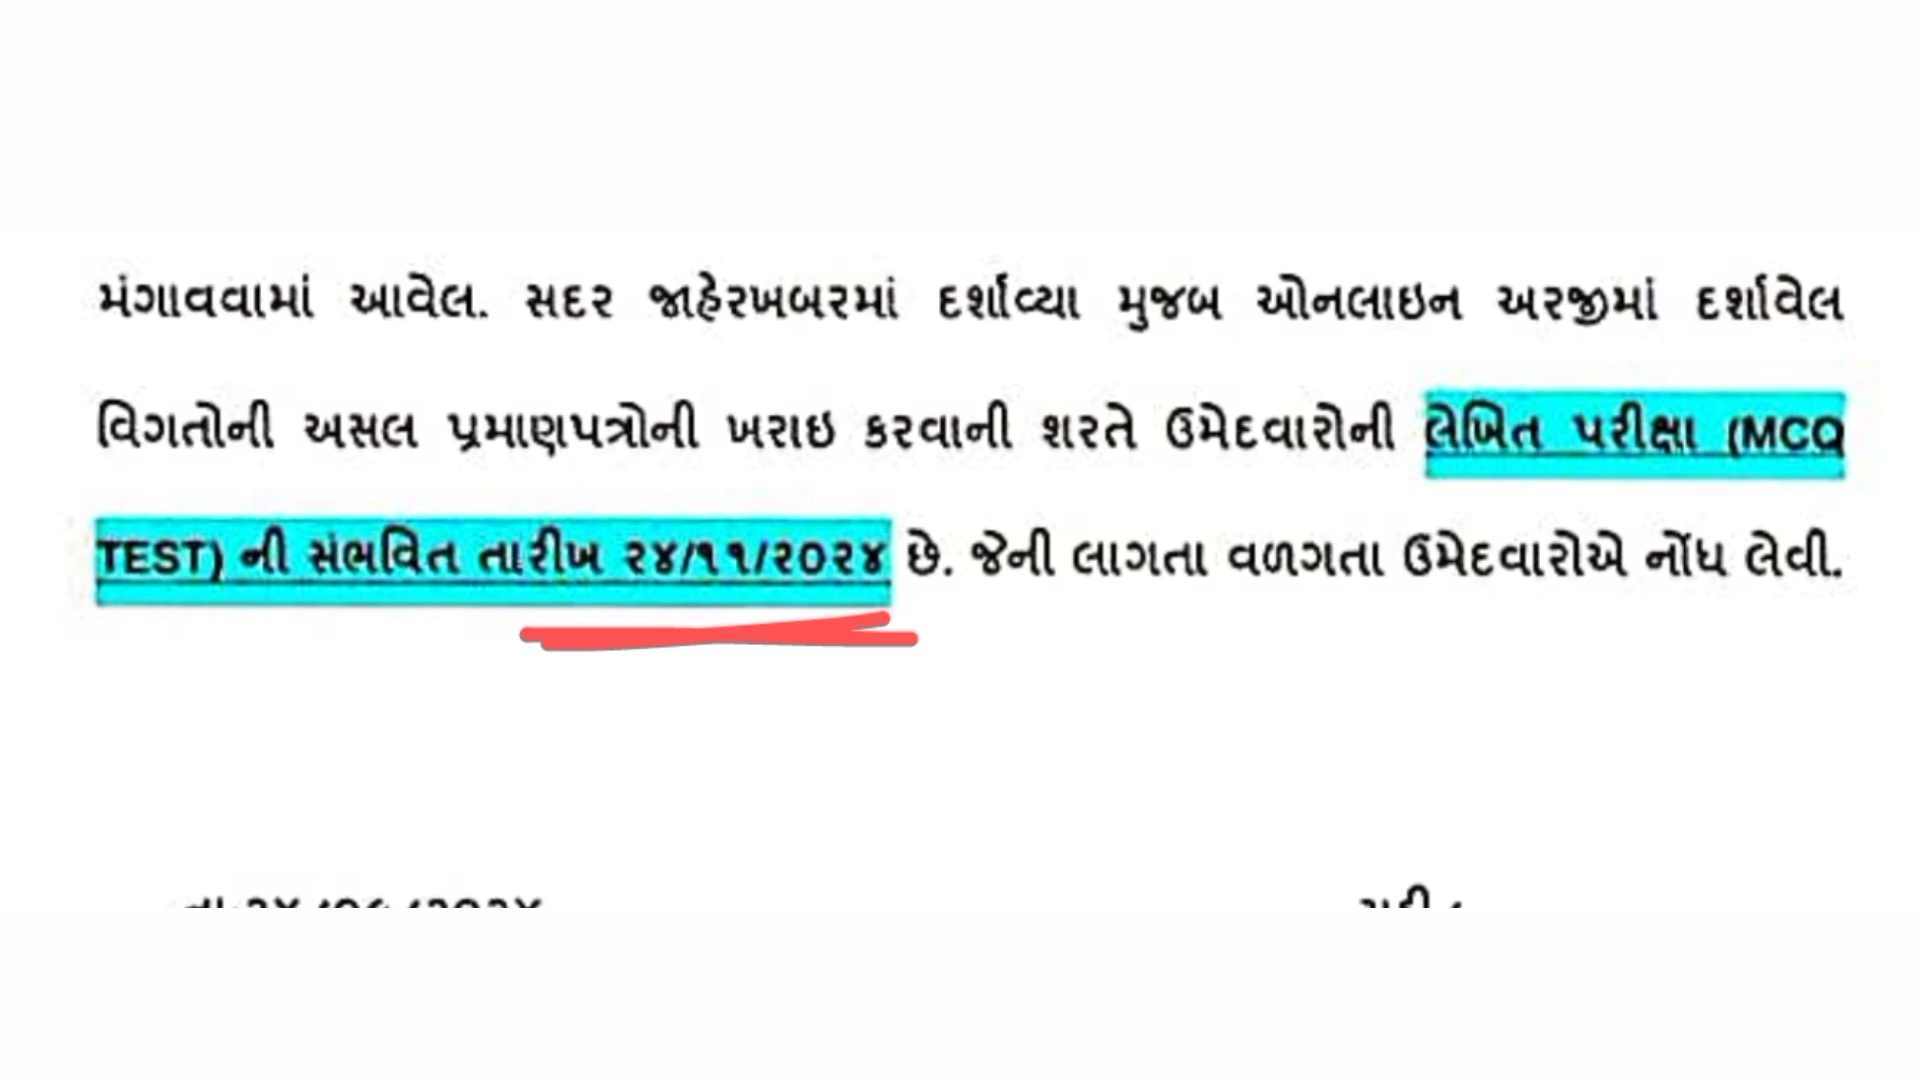 મંગાવવામાં આવેલ. સદર જાહેરખબરમાં દર્શાવ્યા મુજબ ઓનલાઇન અરજીમાં દર્શાવેલ
વિગતોની અસલ પ્રમાણપત્રોની ખરાઇ કરવાની શરતે ઉમેદવારોની લેખિત પરીક્ષા (MCQ
TEST) ની સંભવિત તારીખ ૨૪/૧૧/૨૦૨૪ છે. જેની લાગતા વળગતા ઉમેદવારોએ નોંધ લેવી.